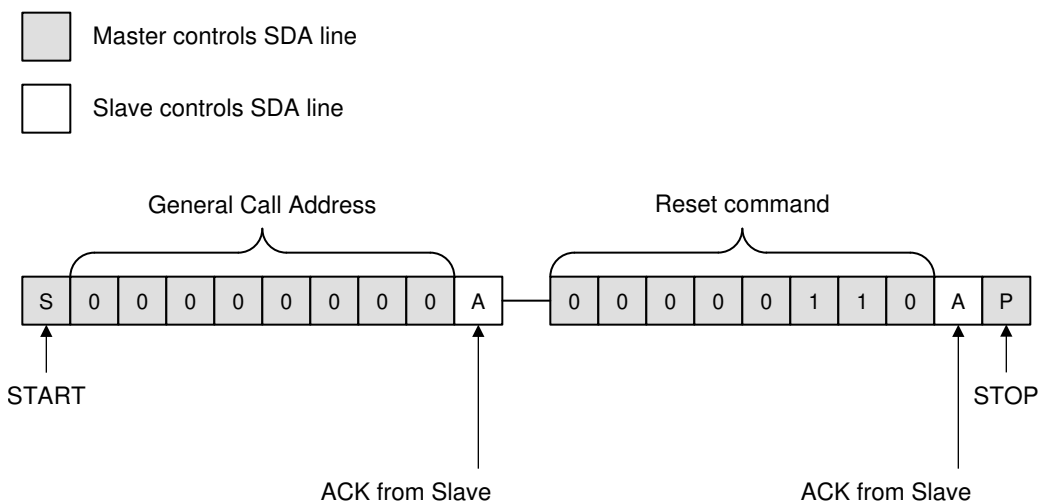 Master controls SDA line
Slave controls SDA line
General Call Address Reset command
S 0 0 0 0 0 0 0 0 A 0 0 0 0 0 1 1 0 A P
START STOP
ACK from Slave ACK from Slave